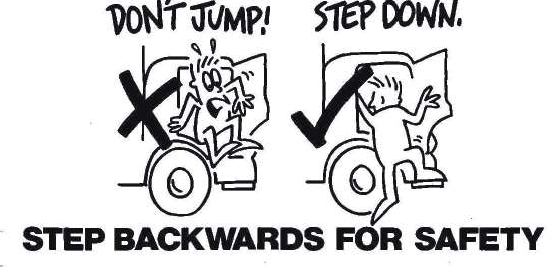 DON'T JUMP! STEP DOWN.
STEP BACKWARDS FOR SAFETY